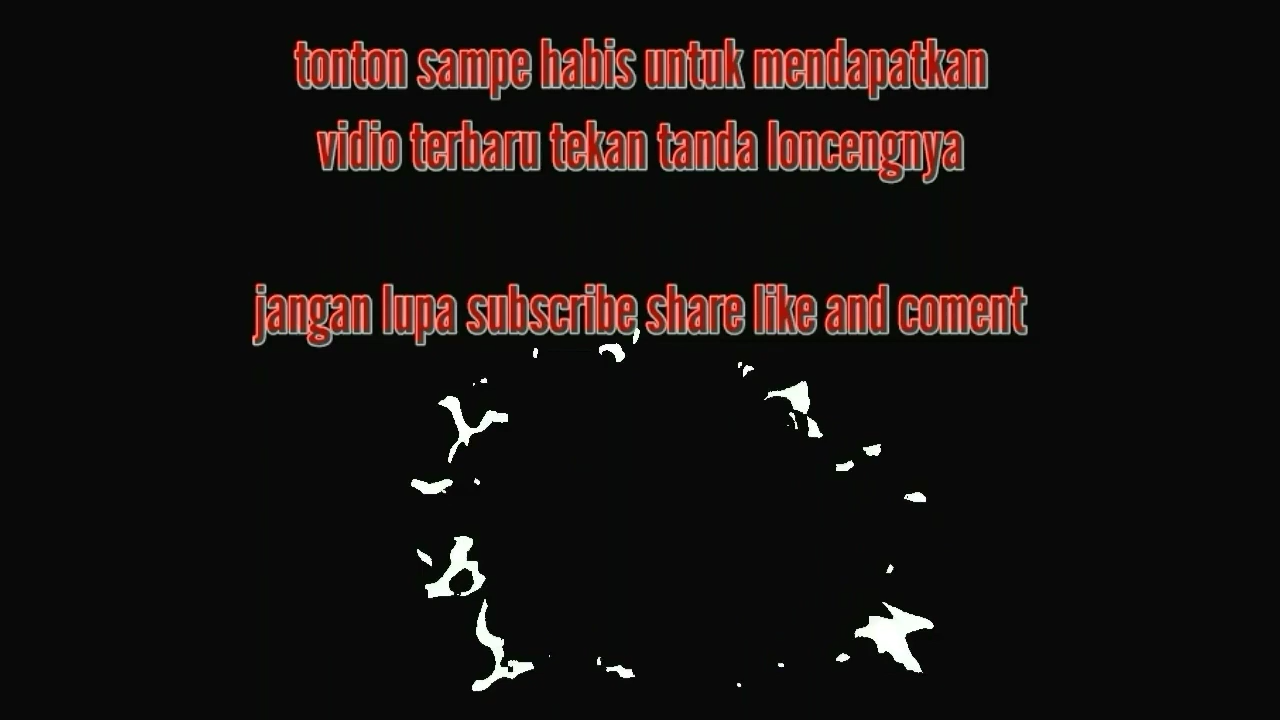 tonton sampe habis untuk mendapatkan
vidio terbaru tekan tanda loncengnya
jangan lupa subscribe share like and coment